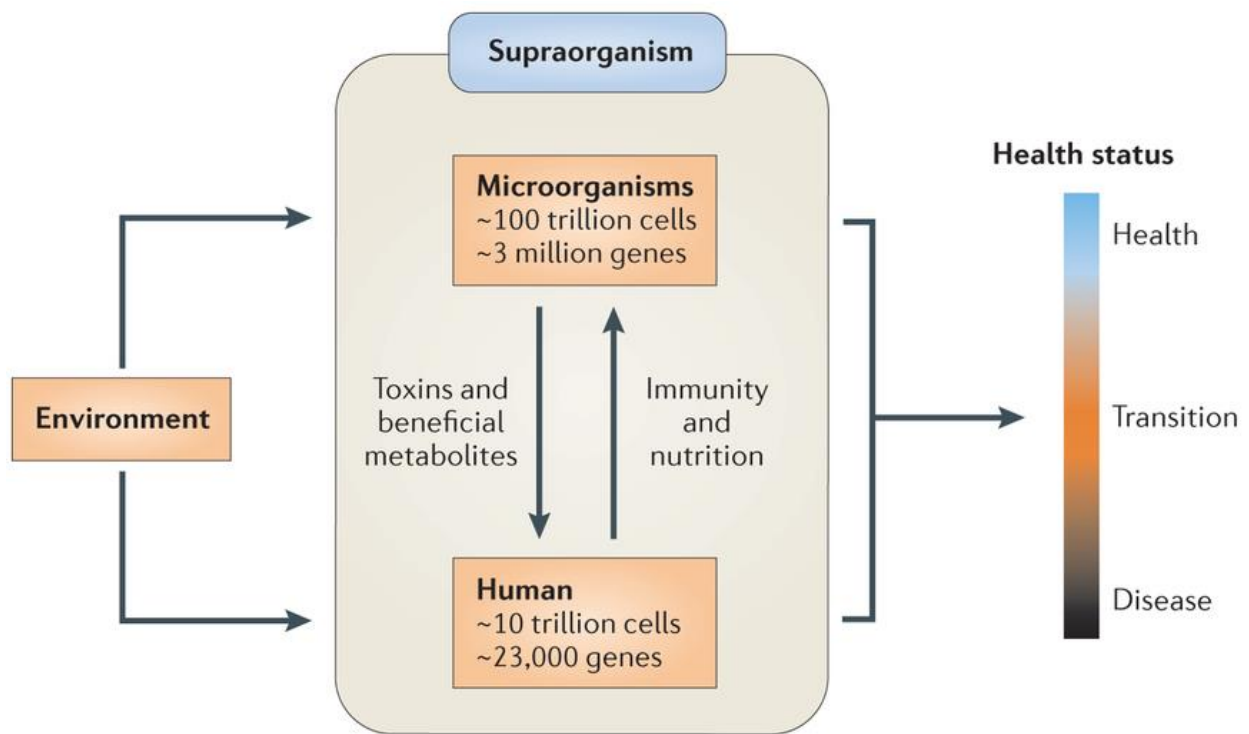 Supraorganism
Microorganisms
~100 trillion cells
~3 million genes
Environment
Toxins and
beneficial
metabolites
Immunity
and
nutrition
Human
~10 trillion cells
~23,000 genes
Health status
Health
Transition
Disease